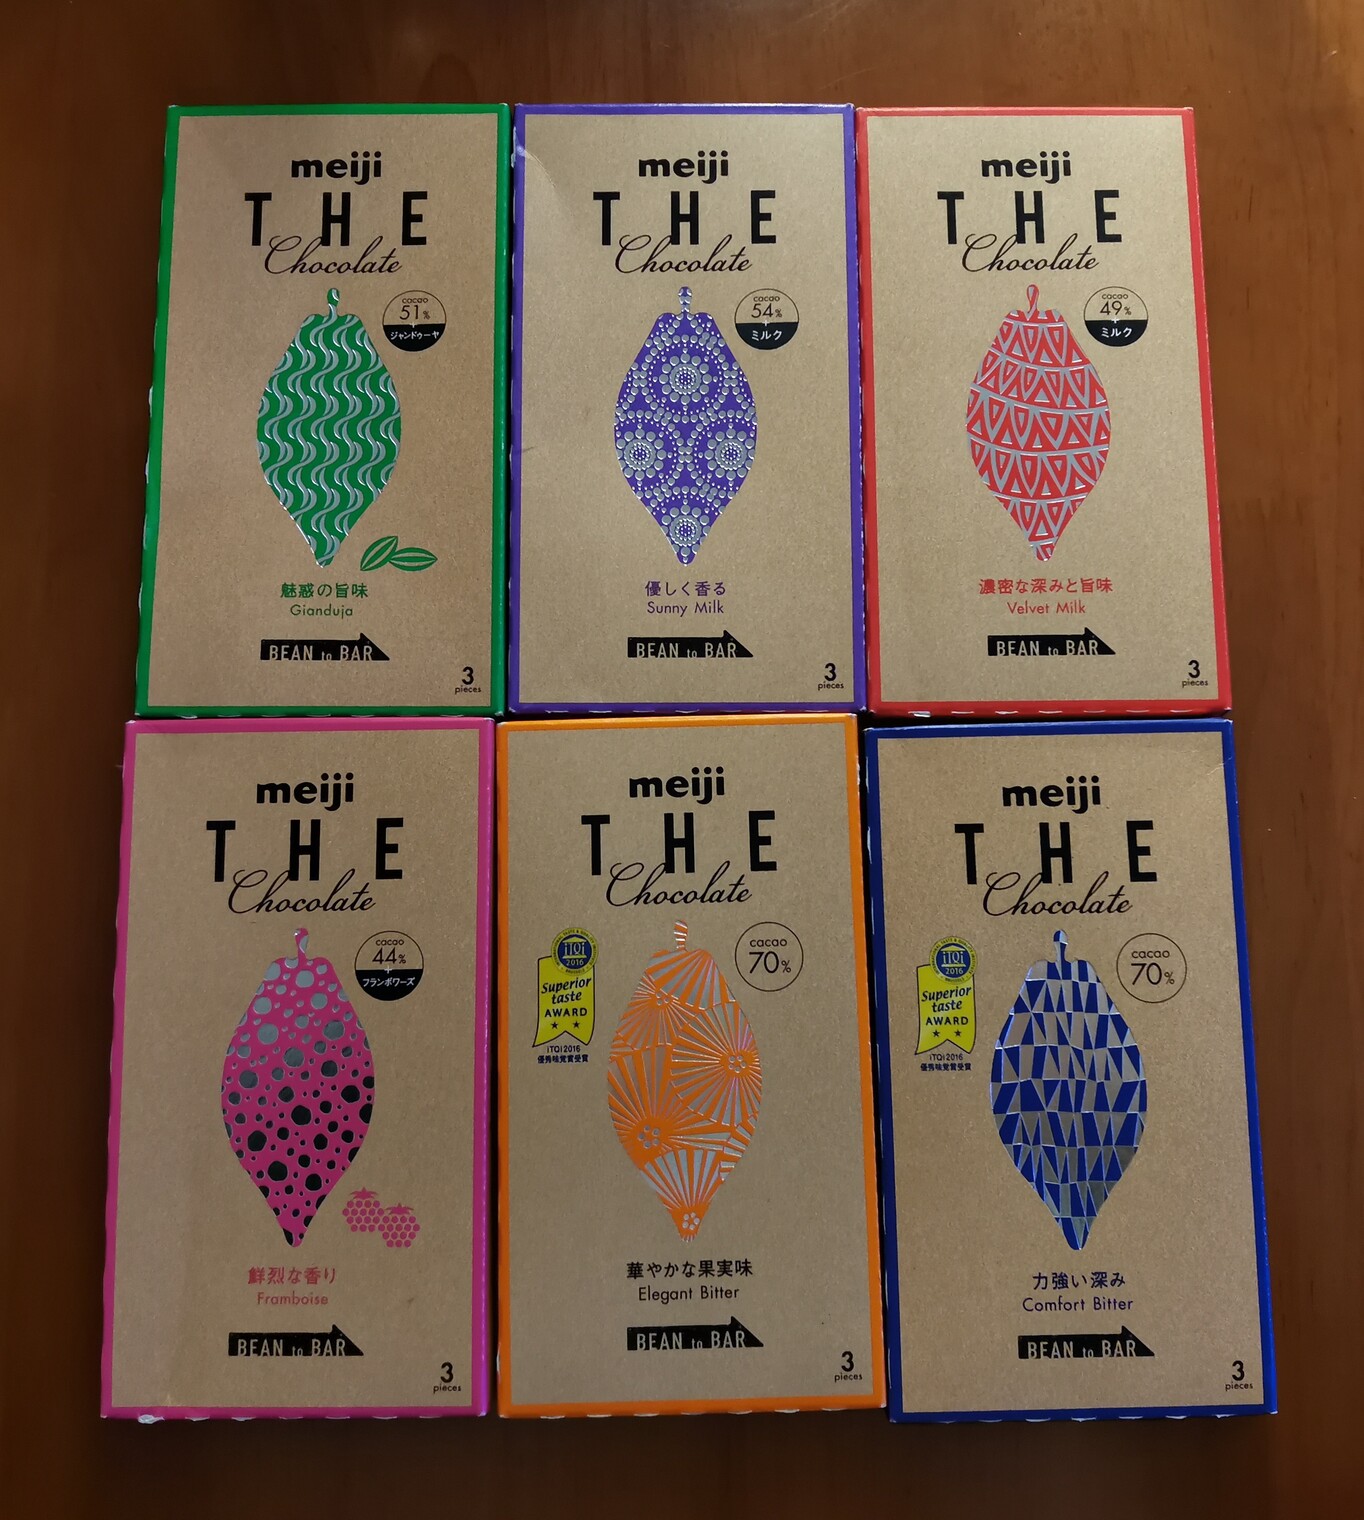 meiji
THE
Chocolate
cacao
51%
+
ジャンドゥーヤ
魅惑の旨味
Gianduja
BEAN to BAR
3
pieces
meiji
THE
Chocolate
cacao
54%
+
ミルク
優しく香る
Sunny Milk
BEAN to BAR
3
pieces
meiji
THE
Chocolate
cacao
49%
+
ミルク
濃密な深みと旨味
Velvet Milk
BEAN to BAR
3
pieces
meiji
THE
Chocolate
cacao
44%
+
フランボワーズ
鮮烈な香り
Framboise
BEAN to BAR
3
pieces
meiji
THE
Chocolate
iTQi
2016
Superior
taste
AWARD
iTQi2016
優秀味覚賞受賞
cacao
70%
華やかな果実味
Elegant Bitter
BEAN to BAR
3
pieces
meiji
THE
Chocolate
iTQi
2016
Superior
taste
AWARD
iTQi2016
優秀味覚賞受賞
cacao
70%
力強い深み
Comfort Bitter
BEAN to BAR
3
pieces